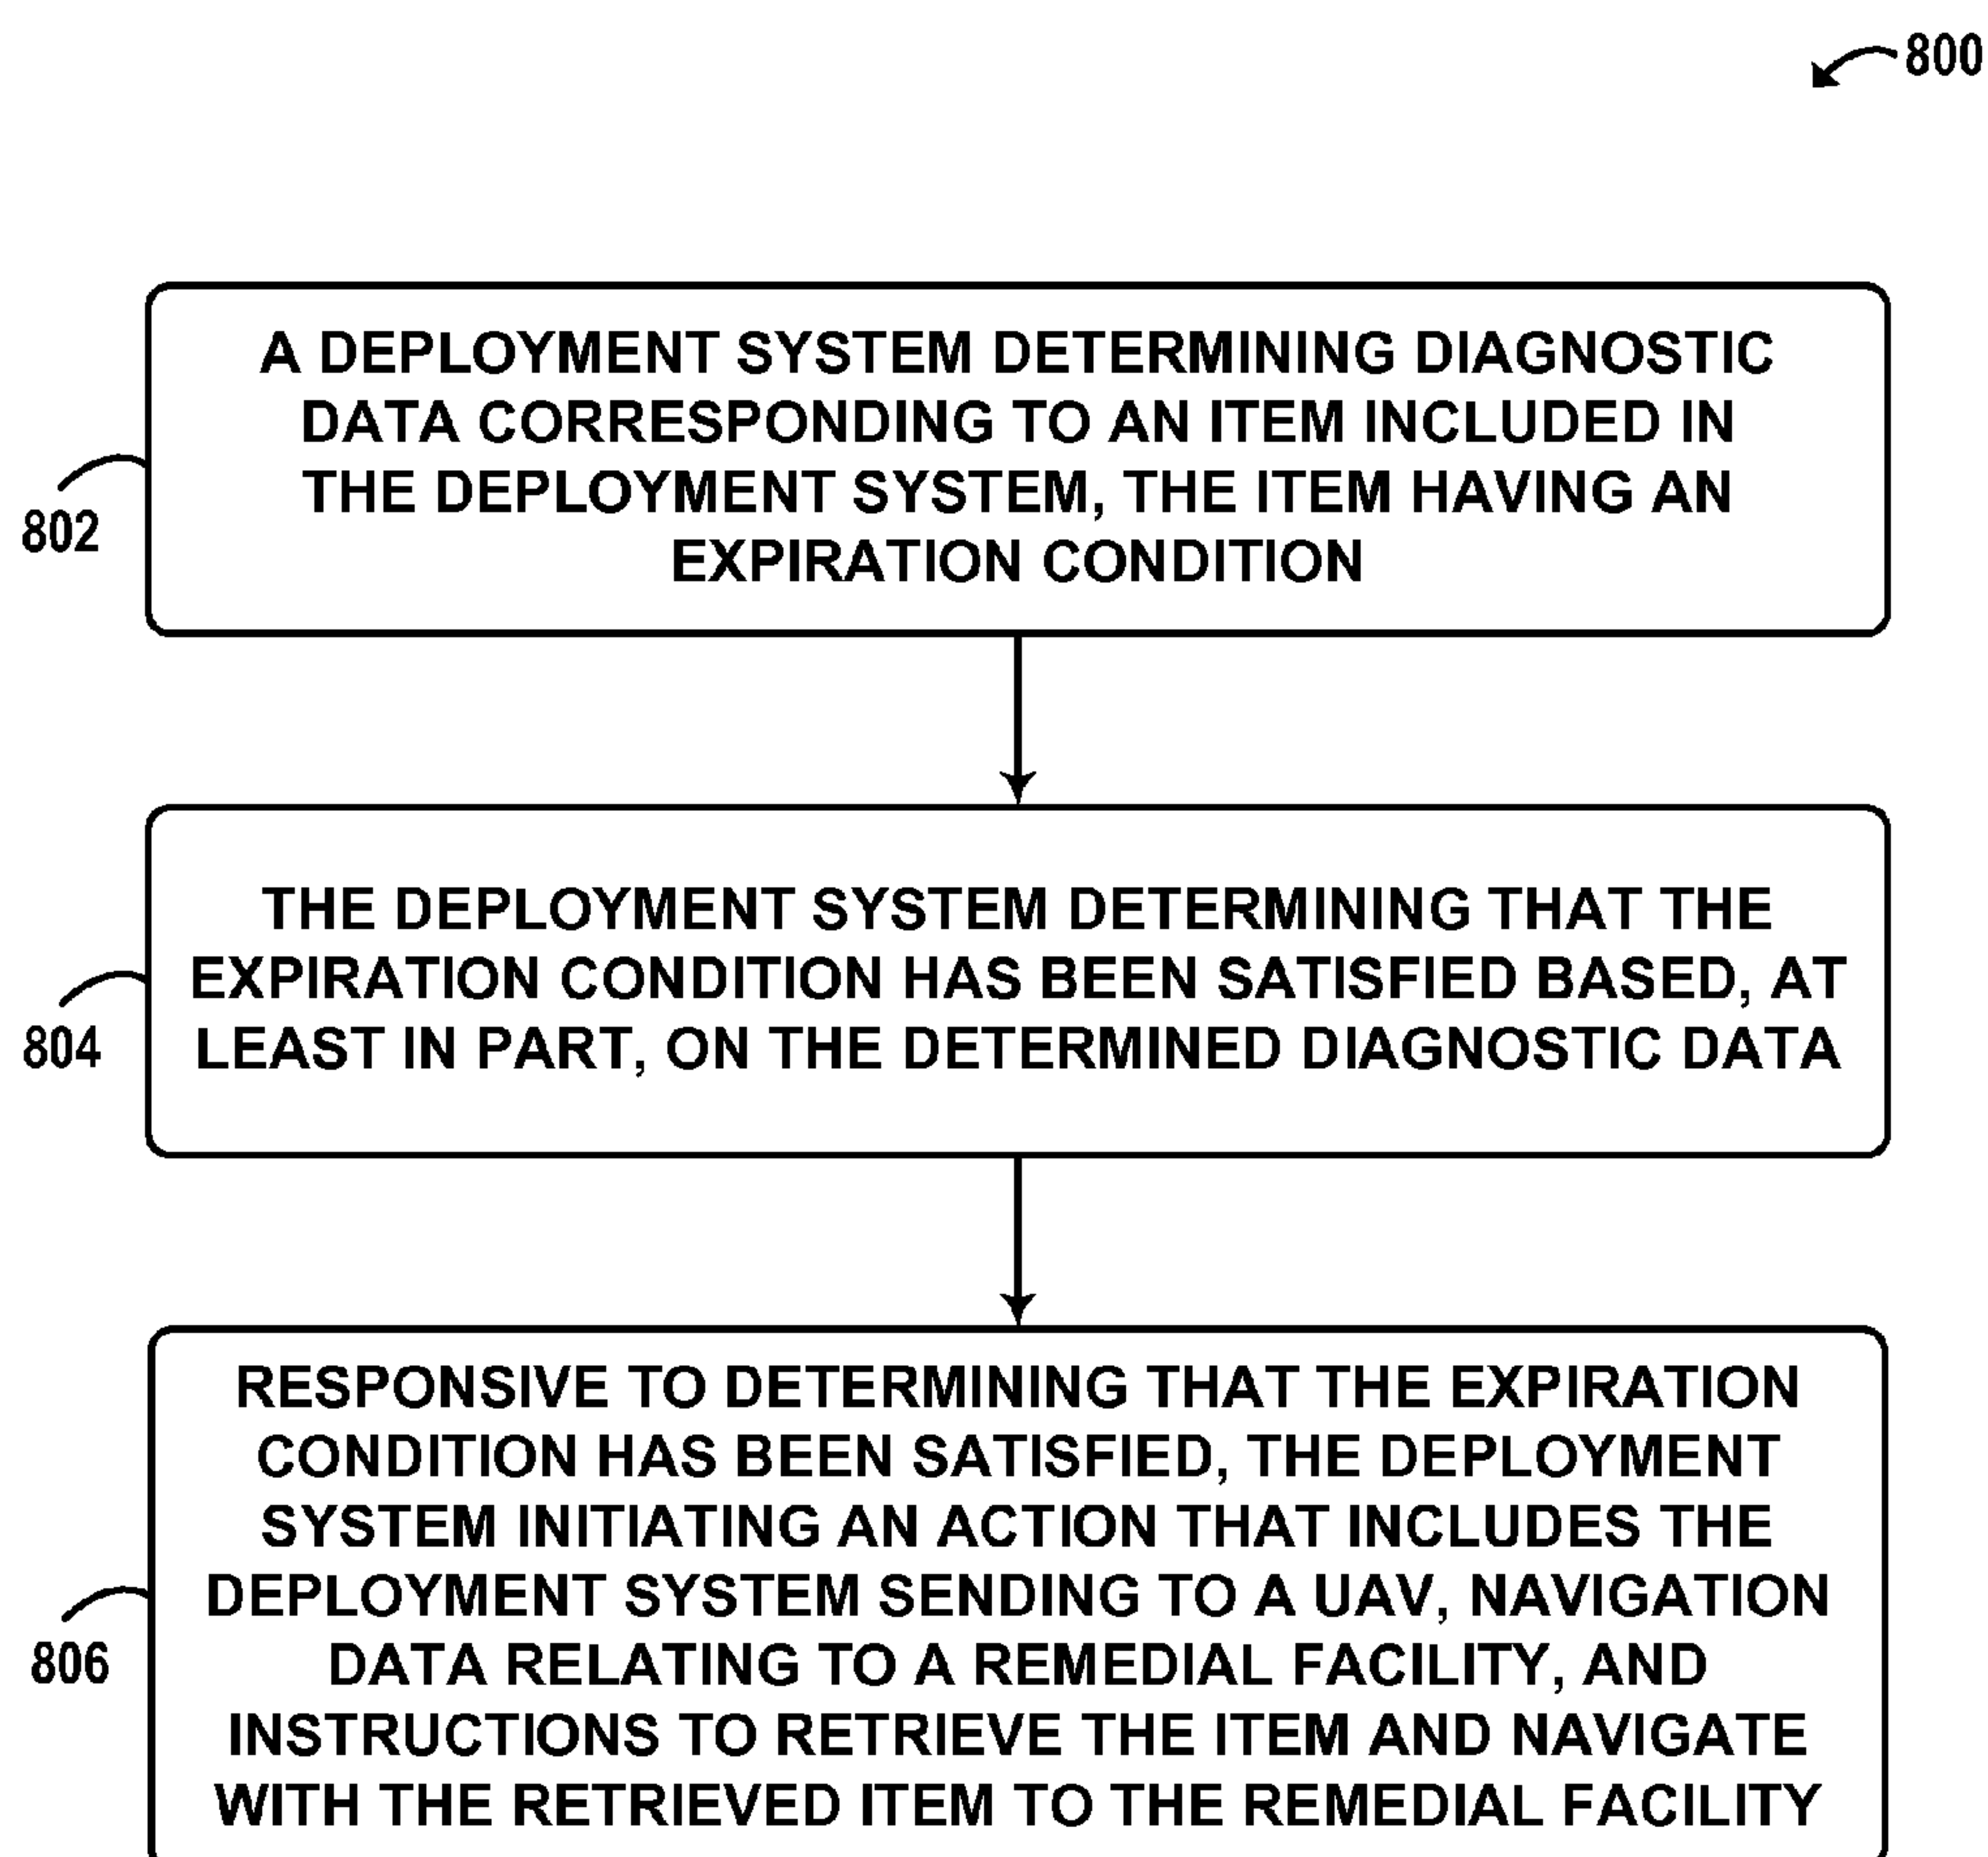 800
A DEPLOYMENT SYSTEM DETERMINING DIAGNOSTIC
DATA CORRESPONDING TO AN ITEM INCLUDED IN
THE DEPLOYMENT SYSTEM, THE ITEM HAVING AN
EXPIRATION CONDITION
802
THE DEPLOYMENT SYSTEM DETERMINING THAT THE
EXPIRATION CONDITION HAS BEEN SATISFIED BASED, AT
LEAST IN PART, ON THE DETERMINED DIAGNOSTIC DATA
804
RESPONSIVE TO DETERMINING THAT THE EXPIRATION
CONDITION HAS BEEN SATISFIED, THE DEPLOYMENT
SYSTEM INITIATING AN ACTION THAT INCLUDES THE
DEPLOYMENT SYSTEM SENDING TO A UAV, NAVIGATION
DATA RELATING TO A REMEDIAL FACILITY, AND
INSTRUCTIONS TO RETRIEVE THE ITEM AND NAVIGATE
WITH THE RETRIEVED ITEM TO THE REMEDIAL FACILITY
806